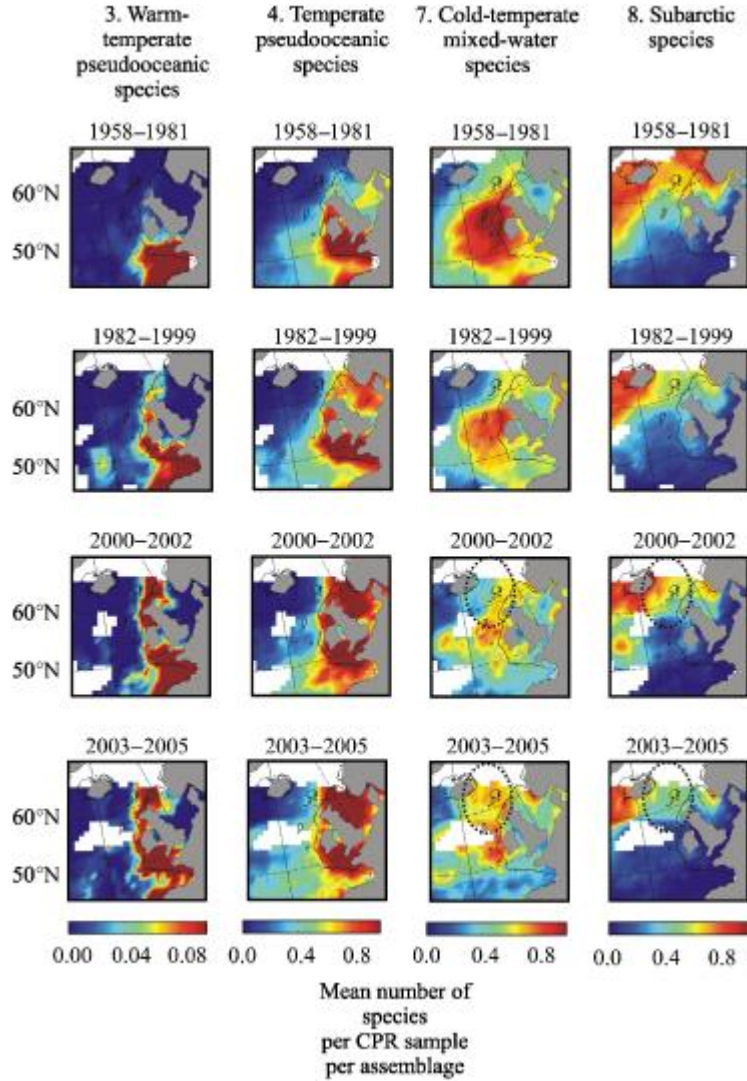 3. Warm-
temperate
pseudooceanic
species
4. Temperate
pseudooceanic
species
7. Cold-temperate
mixed-water
species
8. Subarctic
species
1958–1981
1958–1981
1958–1981
1958–1981
60°N
50°N
1982–1999
1982–1999
1982–1999
1982–1999
60°N
50°N
2000–2002
2000–2002
2000–2002
2000–2002
60°N
50°N
2003–2005
2003–2005
2003–2005
2003–2005
60°N
50°N
0.00 0.04 0.08
0.0 0.4 0.8
0.0 0.4 0.8
0.0 0.4 0.8
Mean number of
species
per CPR sample
per assemblage